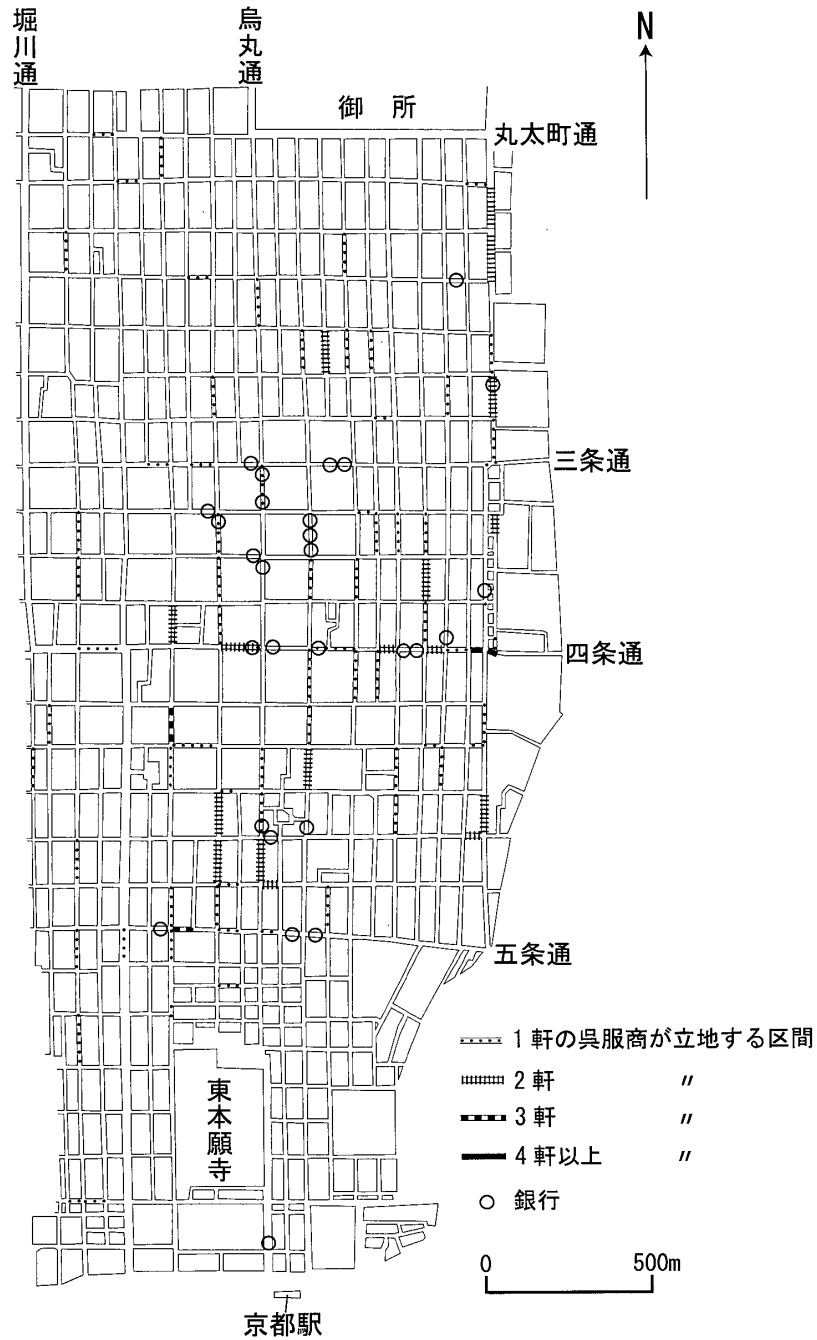 堀川通
烏丸通
N
御所
丸太町通
三条通
四条通
五条通
1軒の呉服商が立地する区間
2軒 〃
3軒 〃
4軒以上 〃
銀行
東本願寺
0 500m
京都駅